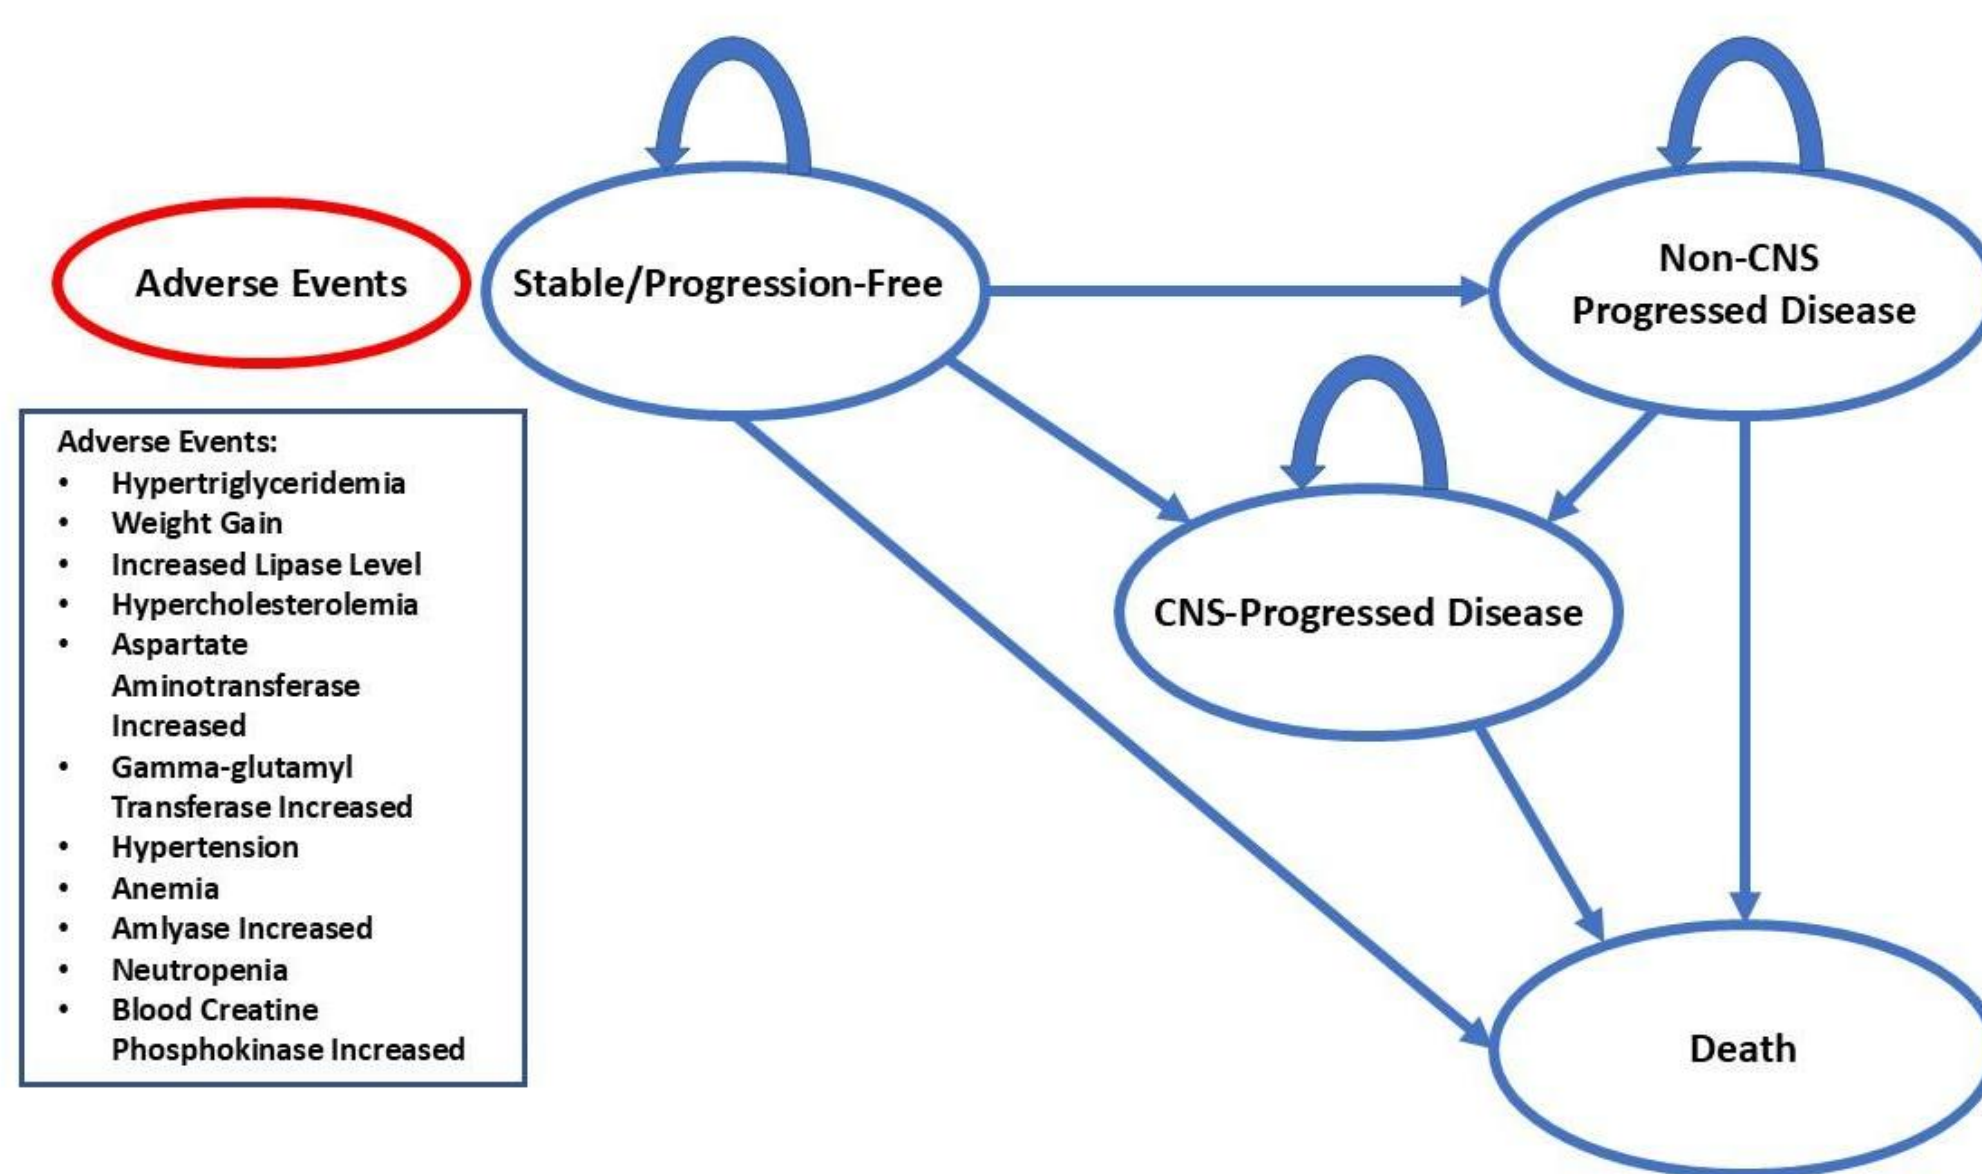 Adverse Events
Stable/Progression-Free
Non-CNS
Progressed Disease
CNS-Progressed Disease
Death
Adverse Events:
• Hypertriglyceridemia
• Weight Gain
• Increased Lipase Level
• Hypercholesterolemia
• Aspartate
Aminotransferase
Increased
• Gamma-glutamyl
Transferase Increased
• Hypertension
• Anemia
• Amlyase Increased
• Neutropenia
• Blood Creatine
Phosphokinase Increased